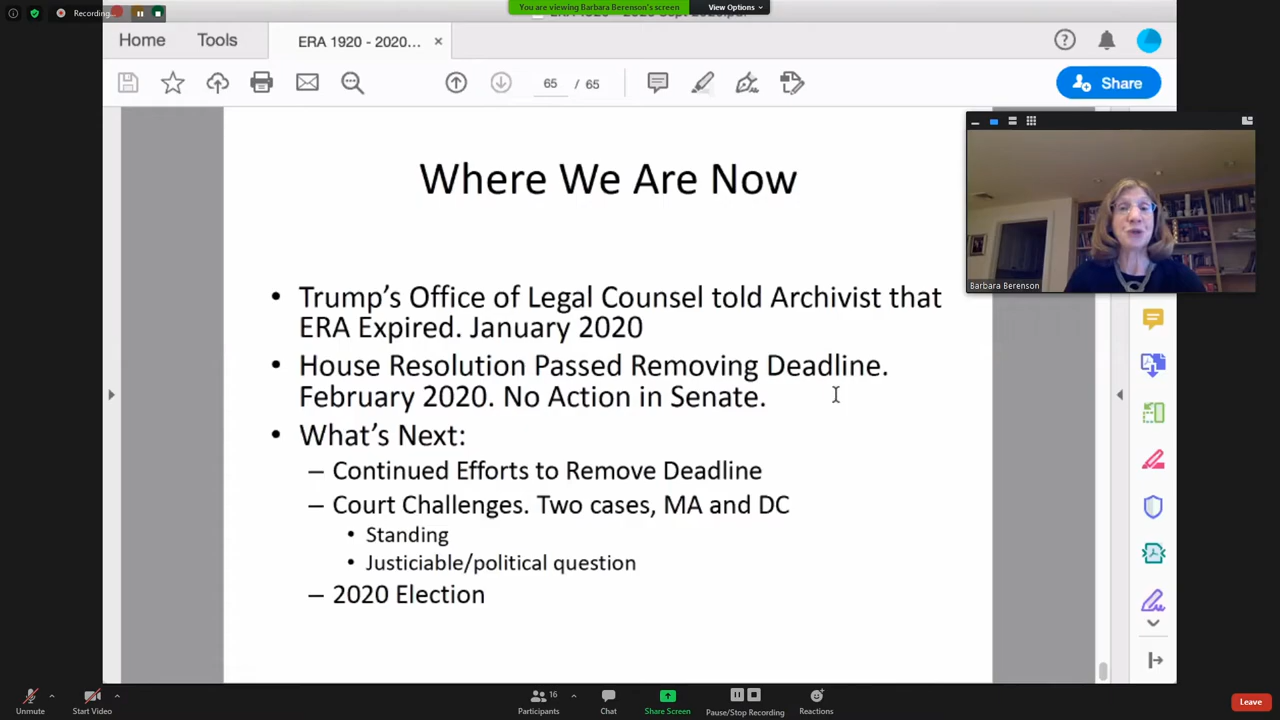 Recording...
You are viewing Barbara Berenson's screen
View Options
Home
Tools
ERA 1920 - 2020...
65 / 65
Share
Where We Are Now
Barbara Berenson
• Trump's Office of Legal Counsel told Archivist that
ERA Expired. January 2020
• House Resolution Passed Removing Deadline.
February 2020. No Action in Senate.
• What's Next:
– Continued Efforts to Remove Deadline
– Court Challenges. Two cases, MA and DC
• Standing
• Justiciable/political question
– 2020 Election
Unmute
Start Video
16
Participants
Chat
Share Screen
Pause/Stop Recording
Reactions
Leave